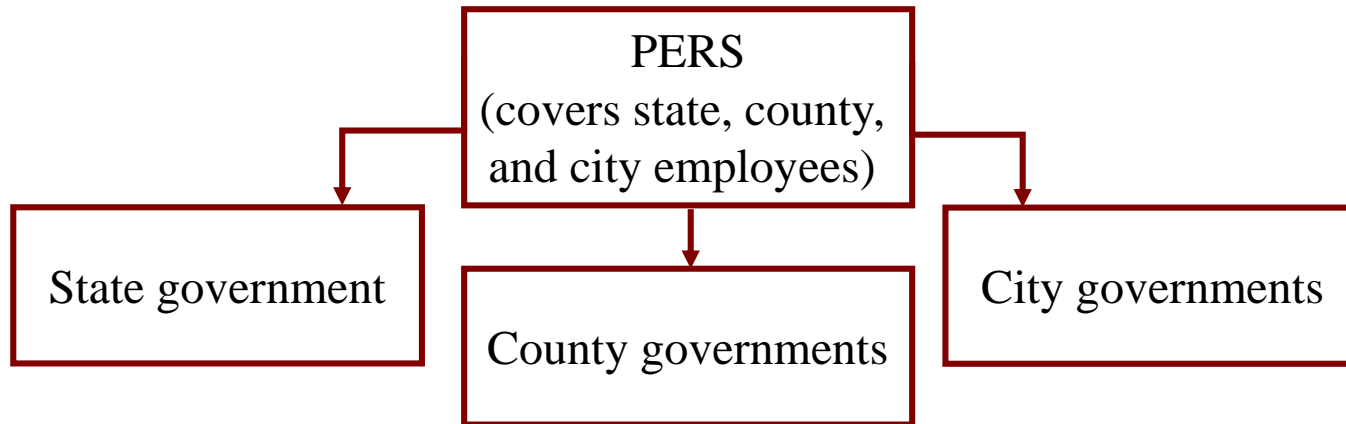 PERS
(covers state, county,
and city employees)
State government
County governments
City governments